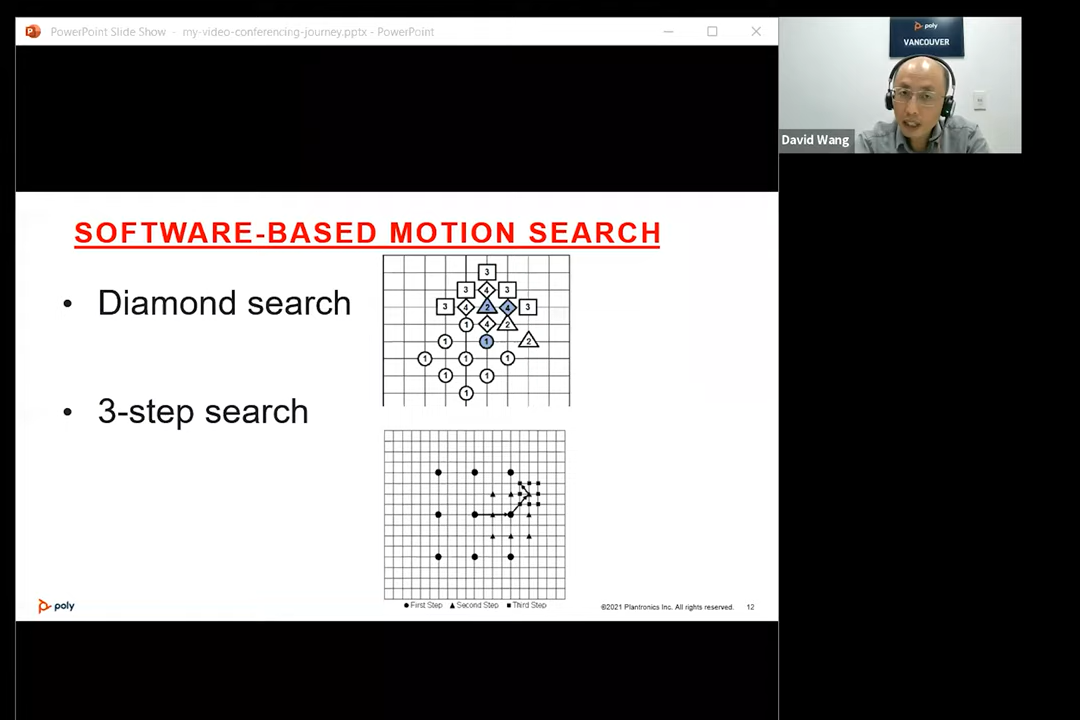 PowerPoint Slide Show - my-video-conferencing-journey.pptx - PowerPoint
poly
VANCOUVER
David Wang
SOFTWARE-BASED MOTION SEARCH
• Diamond search
3
3 4 3
3 4 2 4 3
1 4 2
1 1 2
1 1 1
1 1
1
• 3-step search
First Step Second Step Third Step
poly
©2021 Plantronics Inc. All rights reserved. 12